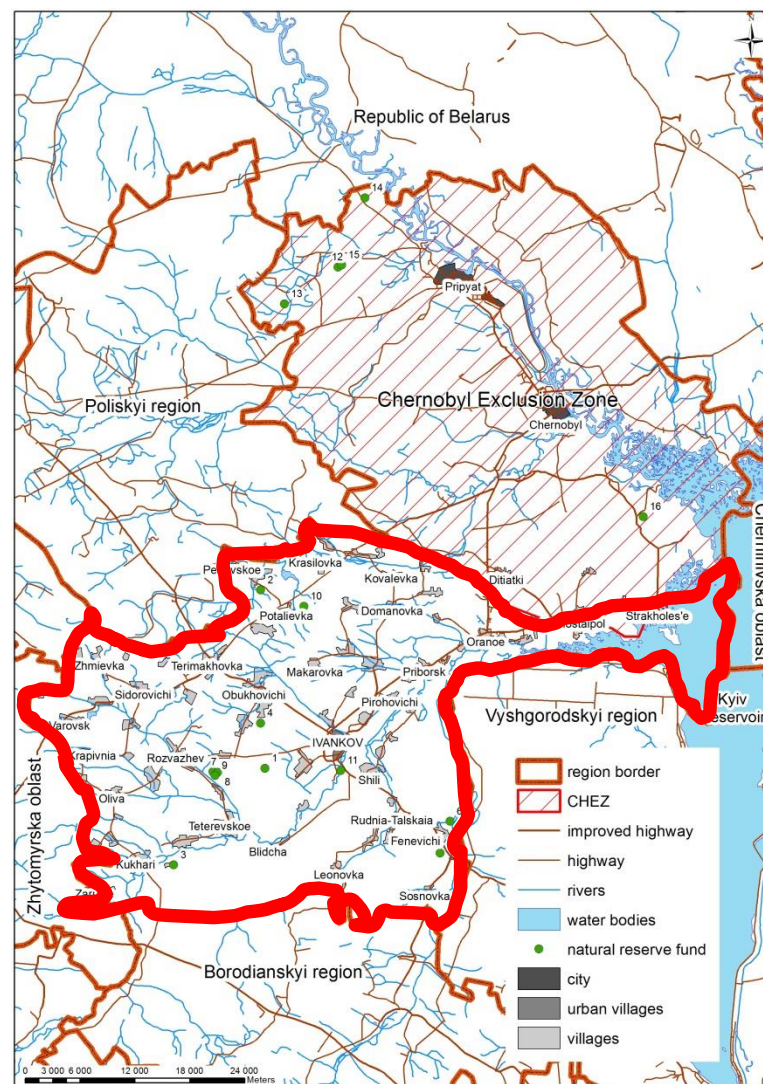 N
Republic of Belarus
14
12
15
13
Pripyat
Poliskyi region
Chernobyl Exclusion Zone
Chernobyl
16
Chernihivska oblast
Krasilovka
Kovalevka
Ditiatki
2
10
Potalievka
Domanovka
Strakholes'e
Oranoe
Zhmievka
Terimakhovka
Makarovka
Priborsk
Sidorovichi
Obukhovichi
Pirohovichi
Varovsk
4
Vyshgorodskyi region
Kyiv
IVANKOV
Rozvazhev
7
9
8
1
11
Shili
Oliva
Teterevskoe
Rudnia-Talskaia
Fenevichi
Blidcha
Kukhari
3
Leonovka
Sosnovka
Zhytomyrska oblast
Borodianskyi region
region border
CHEZ
improved highway
highway
rivers
water bodies
natural reserve fund
city
urban villages
villages
0 3 000 6 000 12 000 18 000 24 000
Meters